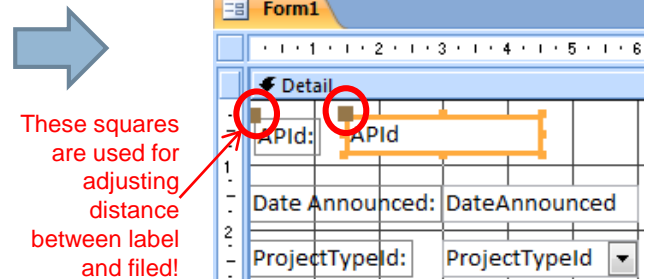 Form1
1 2 3 4 5 6
Detail
These squares
are used for
adjusting
distance
between label
and filed!
APId: APId
1
Date Announced: DateAnnounced
2
ProjectTypeId: ProjectTypeId